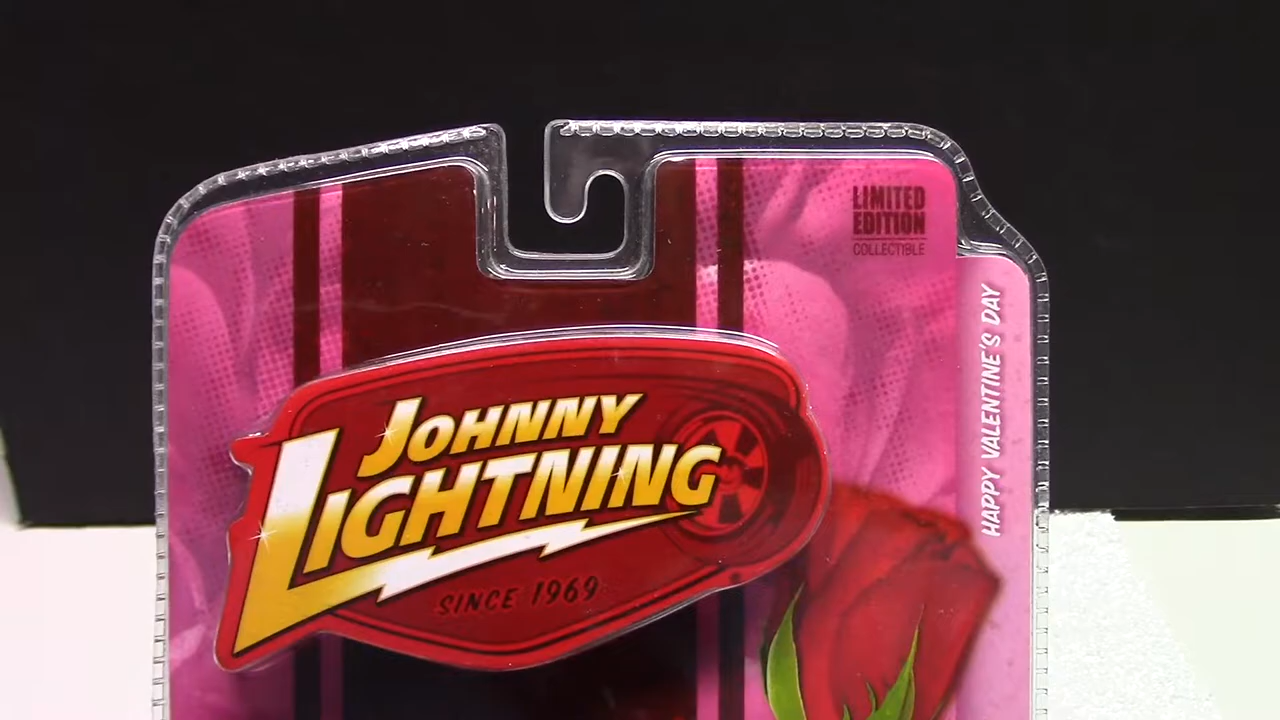 LIMITED
EDITION
COLLECTIBLE
HAPPY VALENTINE'S DAY
JOHNNY
LIGHTNING
SINCE 1969